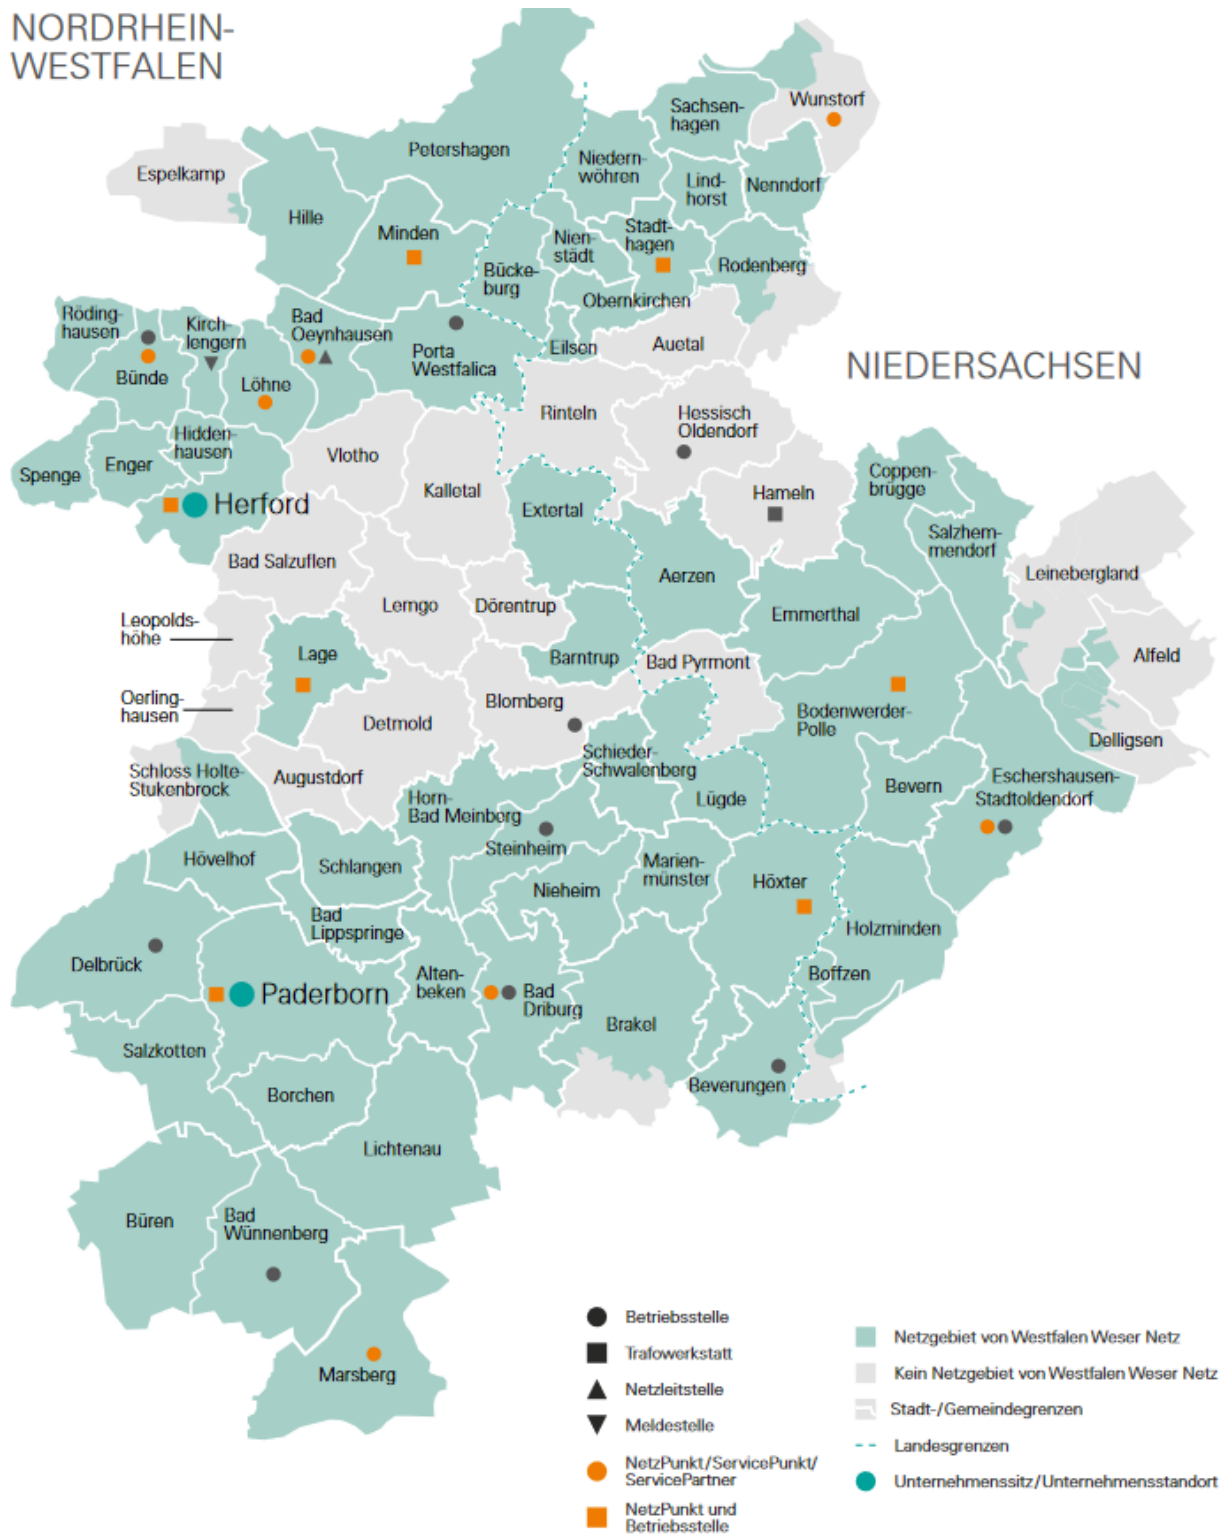 NORDRHEIN-
WESTFALEN
Wunstorf
Sachsen-
hagen
Petershagen
Niedern-
wöhren
Espelkamp
Lind-
horst
Nenndorf
Hille
Minden
Stadt-
hagen
Nien-
städt
Rodenberg
Bücke-
burg
Obernkirchen
Röding-
hausen
Kirch-
lengern
Bad
Oeynhausen
Eilsen
Auetal
Porta
Westfalica
NIEDERSACHSEN
Bünde
Löhne
Rinteln
Hessisch
Oldendorf
Hidden-
hausen
Vlotho
Spenge
Enger
Kalletal
Coppen-
brügge
Hameln
Herford
Extertal
Salzhem-
mendorf
Bad Salzuflen
Aerzen
Leinebergland
Lemgo
Dörentrup
Emmerthal
Leopolds-
höhe
Lage
Barntrup
Bad Pyrmont
Alfeld
Oerling-
hausen
Blomberg
Detmold
Bodenwerder-
Polle
Delligsen
Schieder-
Schwalenberg
Schloss Holte-
Stukenbrock
Augustdorf
Eschershausen-
Stadtoldendorf
Bevern
Lügde
Horn-
Bad Meinberg
Steinheim
Hövelhof
Schlangen
Marien-
münster
Nieheim
Höxter
Bad
Lippspringe
Holzminden
Delbrück
Alten-
beken
Boffzen
Paderborn
Bad
Driburg
Brakel
Salzkotten
Beverungen
Borchen
Lichtenau
Büren
Bad
Wünnenberg
Marsberg
Betriebsstelle
Trafowerkstatt
Netzleitstelle
Meldestelle
NetzPunkt/ServicePunkt/
ServicePartner
NetzPunkt und
Betriebsstelle
Netzgebiet von Westfalen Weser Netz
Kein Netzgebiet von Westfalen Weser Netz
Stadt-/Gemeindegrenzen
Landesgrenzen
Unternehmenssitz/Unternehmensstandort